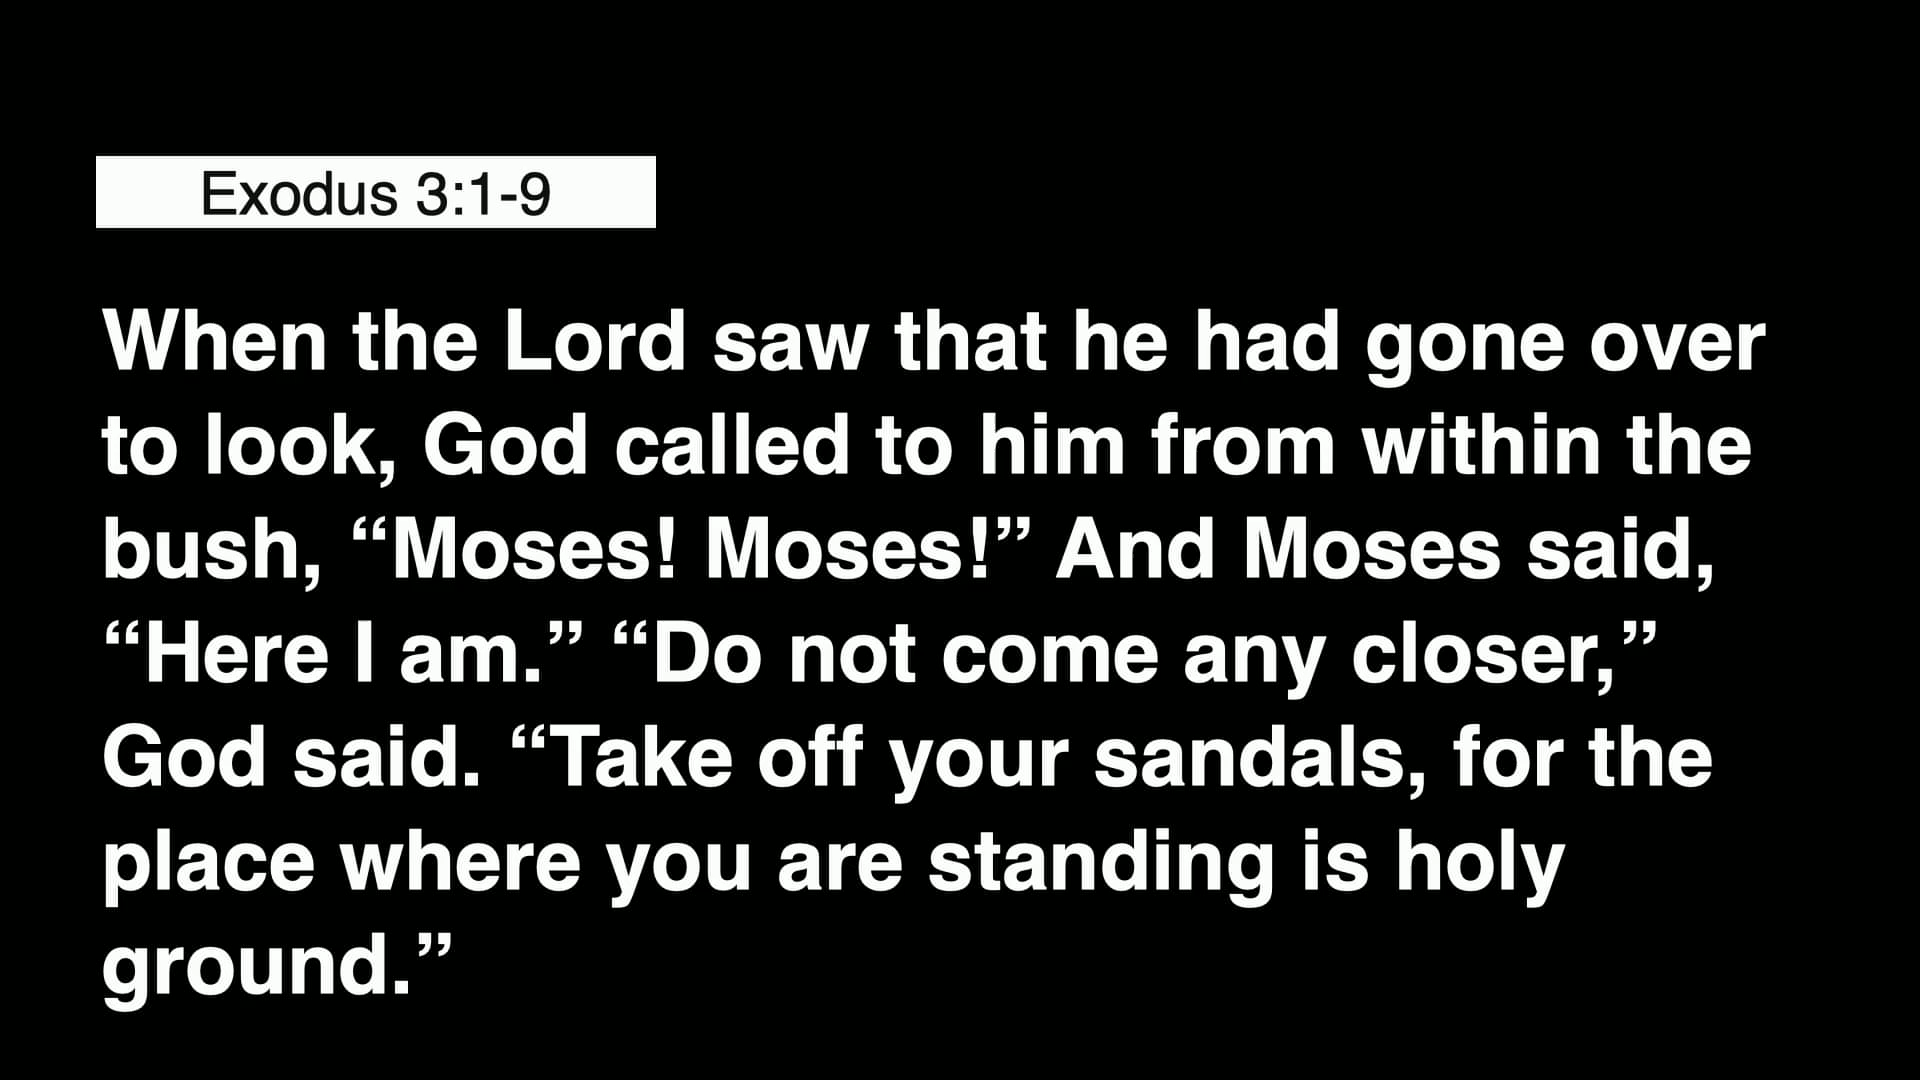 Exodus 3:1-9
When the Lord saw that he had gone over
to look, God called to him from within the
bush, “Moses! Moses!” And Moses said,
“Here I am.” “Do not come any closer,”
God said. “Take off your sandals, for the
place where you are standing is holy
ground.”